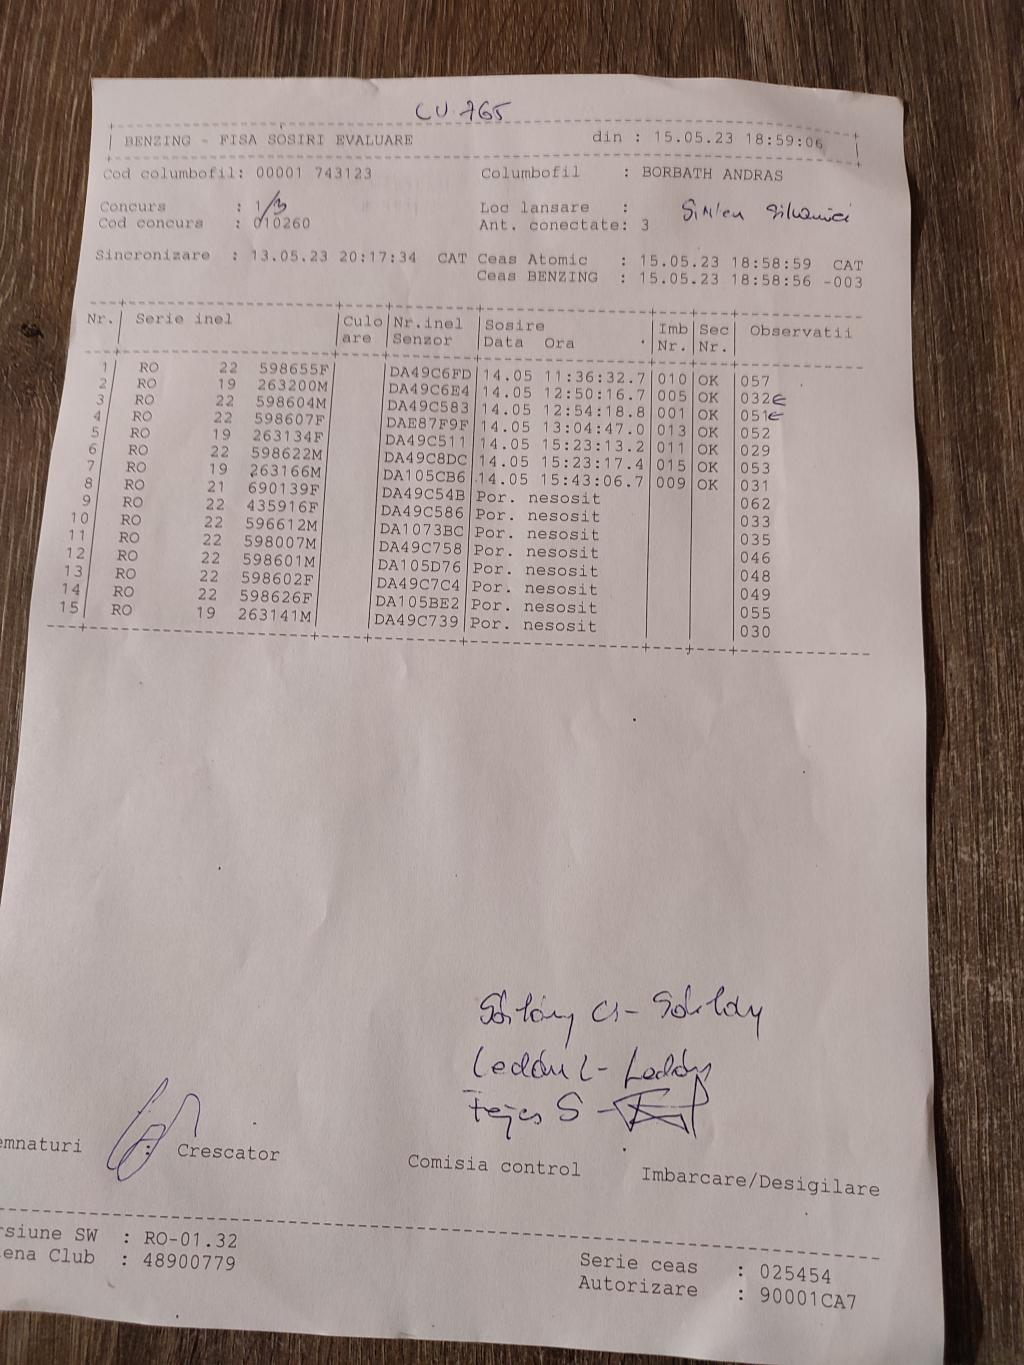 CU. 765
BENZING - FISA SOSIRI EVALUARE din : 15.05.23 18:59:06
Cod columbofil: 00001 743123 Columbofil : BORBATH ANDRAS
Concurs : 1/3 Loc lansare : Simleu Silvaniei
Cod concurs : 010260 Ant. conectate: 3
Sincronizare : 13.05.23 20:17:34 CAT Ceas Atomic : 15.05.23 18:58:59 CAT
Ceas BENZING : 15.05.23 18:58:56 -003
Nr. Serie inel Culo Nr.inel Sosire Imb Sec Observatii
are Senzor Data Ora Nr. Nr.
1 RO 22 598655F DA49C6FD 14.05 11:36:32.7 010 OK 057
2 RO 19 263200M DA49C6E4 14.05 12:50:16.7 005 OK 032 E
3 RO 22 598604M DA49C583 14.05 12:54:18.8 001 OK 051 E
4 RO 22 598607F DAE87F9F 14.05 13:04:47.0 013 OK 052
5 RO 19 263134F DA49C511 14.05 15:23:13.2 011 OK 029
6 RO 22 598622M DA49C8DC 14.05 15:23:17.4 015 OK 053
7 RO 19 263166M DA105CB6 14.05 15:43:06.7 009 OK 031
8 RO 21 690139F DA49C54B Por. nesosit 062
9 RO 22 435916F DA49C586 Por. nesosit 033
10 RO 22 596612M DA1073BC Por. nesosit 035
11 RO 22 598007M DA49C758 Por. nesosit 046
12 RO 22 598601M DA105D76 Por. nesosit 048
13 RO 22 598602F DA49C7C4 Por. nesosit 049
14 RO 22 598626F DA105BE2 Por. nesosit 055
15 RO 19 263141M DA49C739 Por. nesosit 030
Fejes S -
emnaturi : Crescator Comisia control Imbarcare/Desigilare
rsiune SW : RO-01.32
ena Club : 48900779
Serie ceas : 025454
Autorizare : 90001CA7